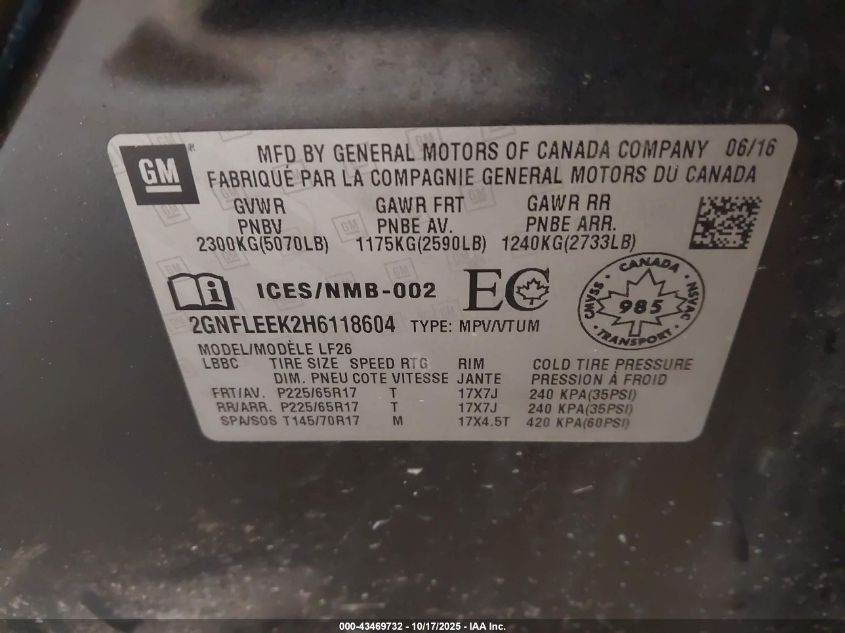 GM
MFD BY GENERAL MOTORS OF CANADA COMPANY 06/16
FABRIQUÉ PAR LA COMPAGNIE GENERAL MOTORS DU CANADA
GVWR GAWR FRT GAWR RR
PNBV PNBE AV. PNBE ARR.
2300KG(5070LB) 1175KG(2590LB) 1240KG(2733LB)
ICES/NMB-002 EC
CANADA
CMVSS 985 NSVAC
TRANSPORT
2GNFLEEK2H6118604 TYPE: MPV/VTUM
MODEL/MODÈLE LF26
LBBC TIRE SIZE SPEED RTG RIM COLD TIRE PRESSURE
DIM. PNEU COTE VITESSE JANTE PRESSION À FROID
FRT/AV. P225/65R17 T 17X7J 240 KPA(35PSI)
RR/ARR. P225/65R17 T 17X7J 240 KPA(35PSI)
SPA/SOS T145/70R17 M 17X4.5T 420 KPA(60PSI)
000-43469732 - 10/17/2025 - IAA Inc.